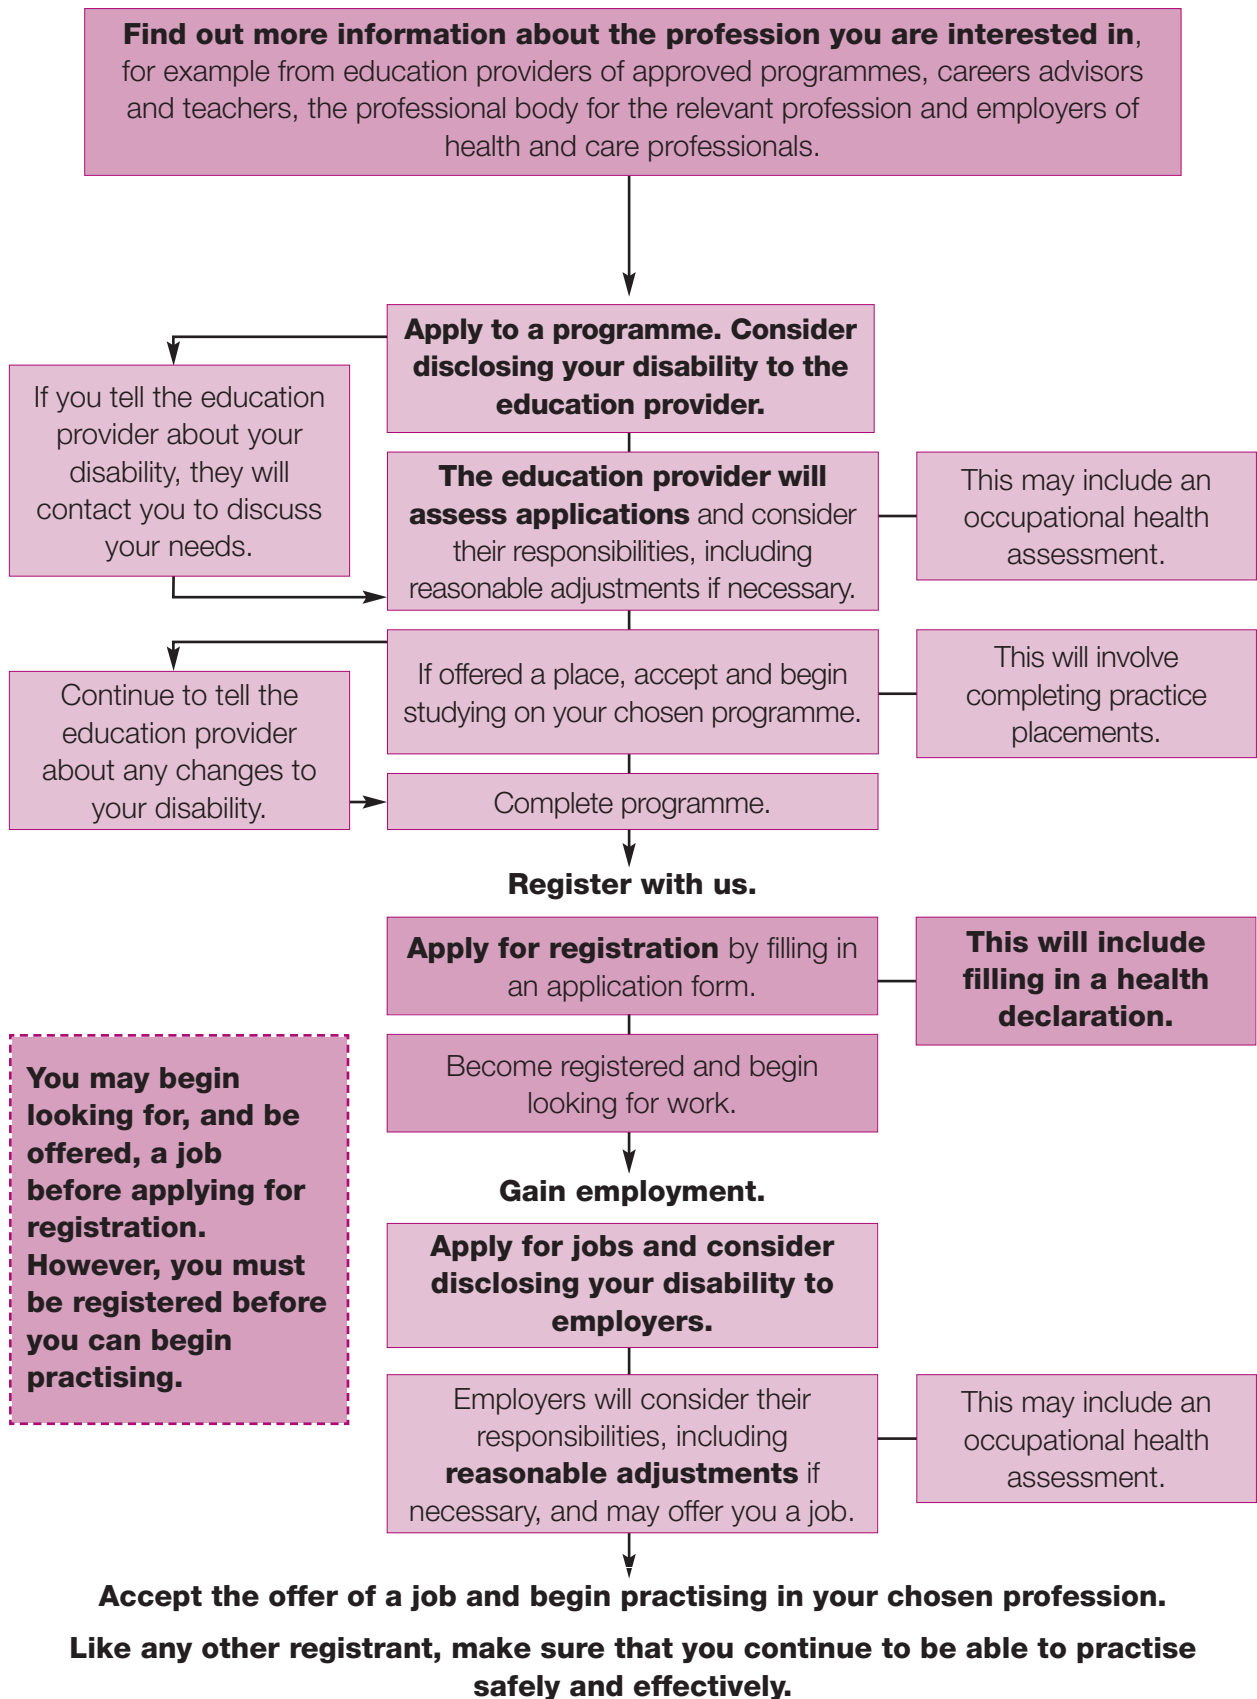 Find out more information about the profession you are interested in,
for example from education providers of approved programmes, careers advisors
and teachers, the professional body for the relevant profession and employers of
health and care professionals.
Apply to a programme. Consider
disclosing your disability to the
education provider.
If you tell the education
provider about your
disability, they will
contact you to discuss
your needs.
The education provider will
assess applications and consider
their responsibilities, including
reasonable adjustments if necessary.
This may include an
occupational health
assessment.
If offered a place, accept and begin
studying on your chosen programme.
This will involve
completing practice
placements.
Continue to tell the
education provider
about any changes to
your disability.
Complete programme.
Register with us.
Apply for registration by filling in
an application form.
This will include
filling in a health
declaration.
Become registered and begin
looking for work.
You may begin
looking for, and be
offered, a job
before applying for
registration.
However, you must
be registered before
you can begin
practising.
Gain employment.
Apply for jobs and consider
disclosing your disability to
employers.
Employers will consider their
responsibilities, including
reasonable adjustments if
necessary, and may offer you a job.
This may include an
occupational health
assessment.
Accept the offer of a job and begin practising in your chosen profession.
Like any other registrant, make sure that you continue to be able to practise
safely and effectively.